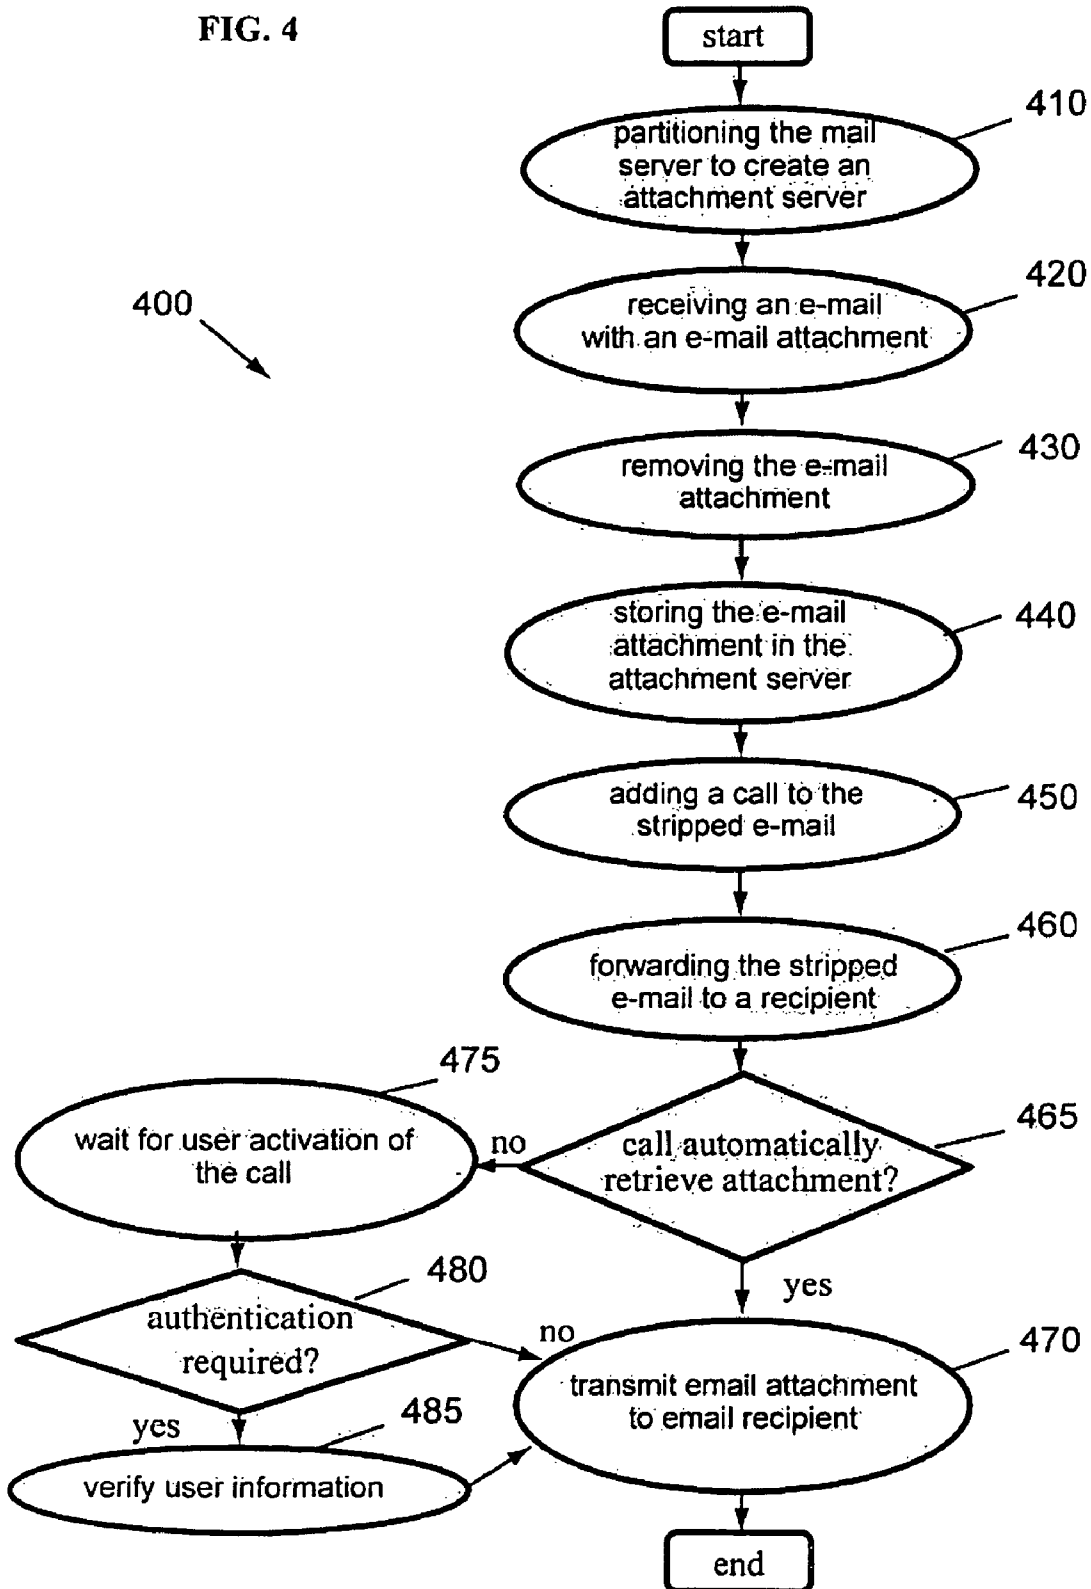 FIG. 4
start
410
partitioning the mail
server to create an
attachment server
420
receiving an e-mail
with an e-mail attachment
400
430
removing the e-mail
attachment
440
storing the e-mail
attachment in the
attachment server
450
adding a call to the
stripped e-mail
460
forwarding the stripped
e-mail to a recipient
475
465
wait for user activation of
the call
no
call automatically
retrieve attachment?
480
yes
authentication
required?
no
470
transmit email attachment
to email recipient
485
yes
verify user information
end